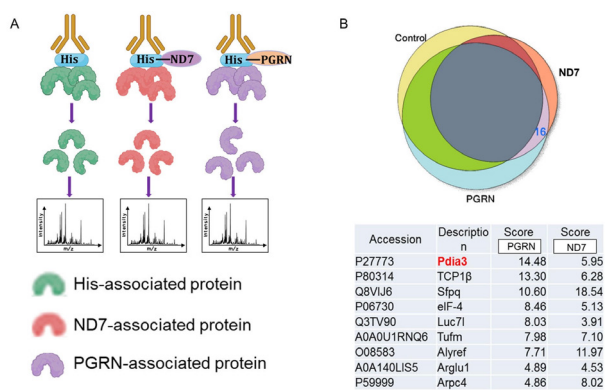 A
His
His
ND7
His
PGRN
Intensity
m/z
Intensity
m/z
Intensity
m/z
His-associated protein
ND7-associated protein
PGRN-associated protein
B
Control
ND7
16
PGRN
Accession Descriptio
n Score
PGRN Score
ND7
P27773 Pdia3 14.48 5.95
P80314 TCP1β 13.30 6.28
Q8VIJ6 Sfpq 10.60 18.54
P06730 eIF-4 8.46 5.13
Q3TV90 Luc7l 8.03 3.91
A0A0U1RNQ6 Tufm 7.98 7.10
O08583 Alyref 7.71 11.97
A0A140LIS5 Arglu1 4.89 4.53
P59999 Arpc4 4.86 8.02